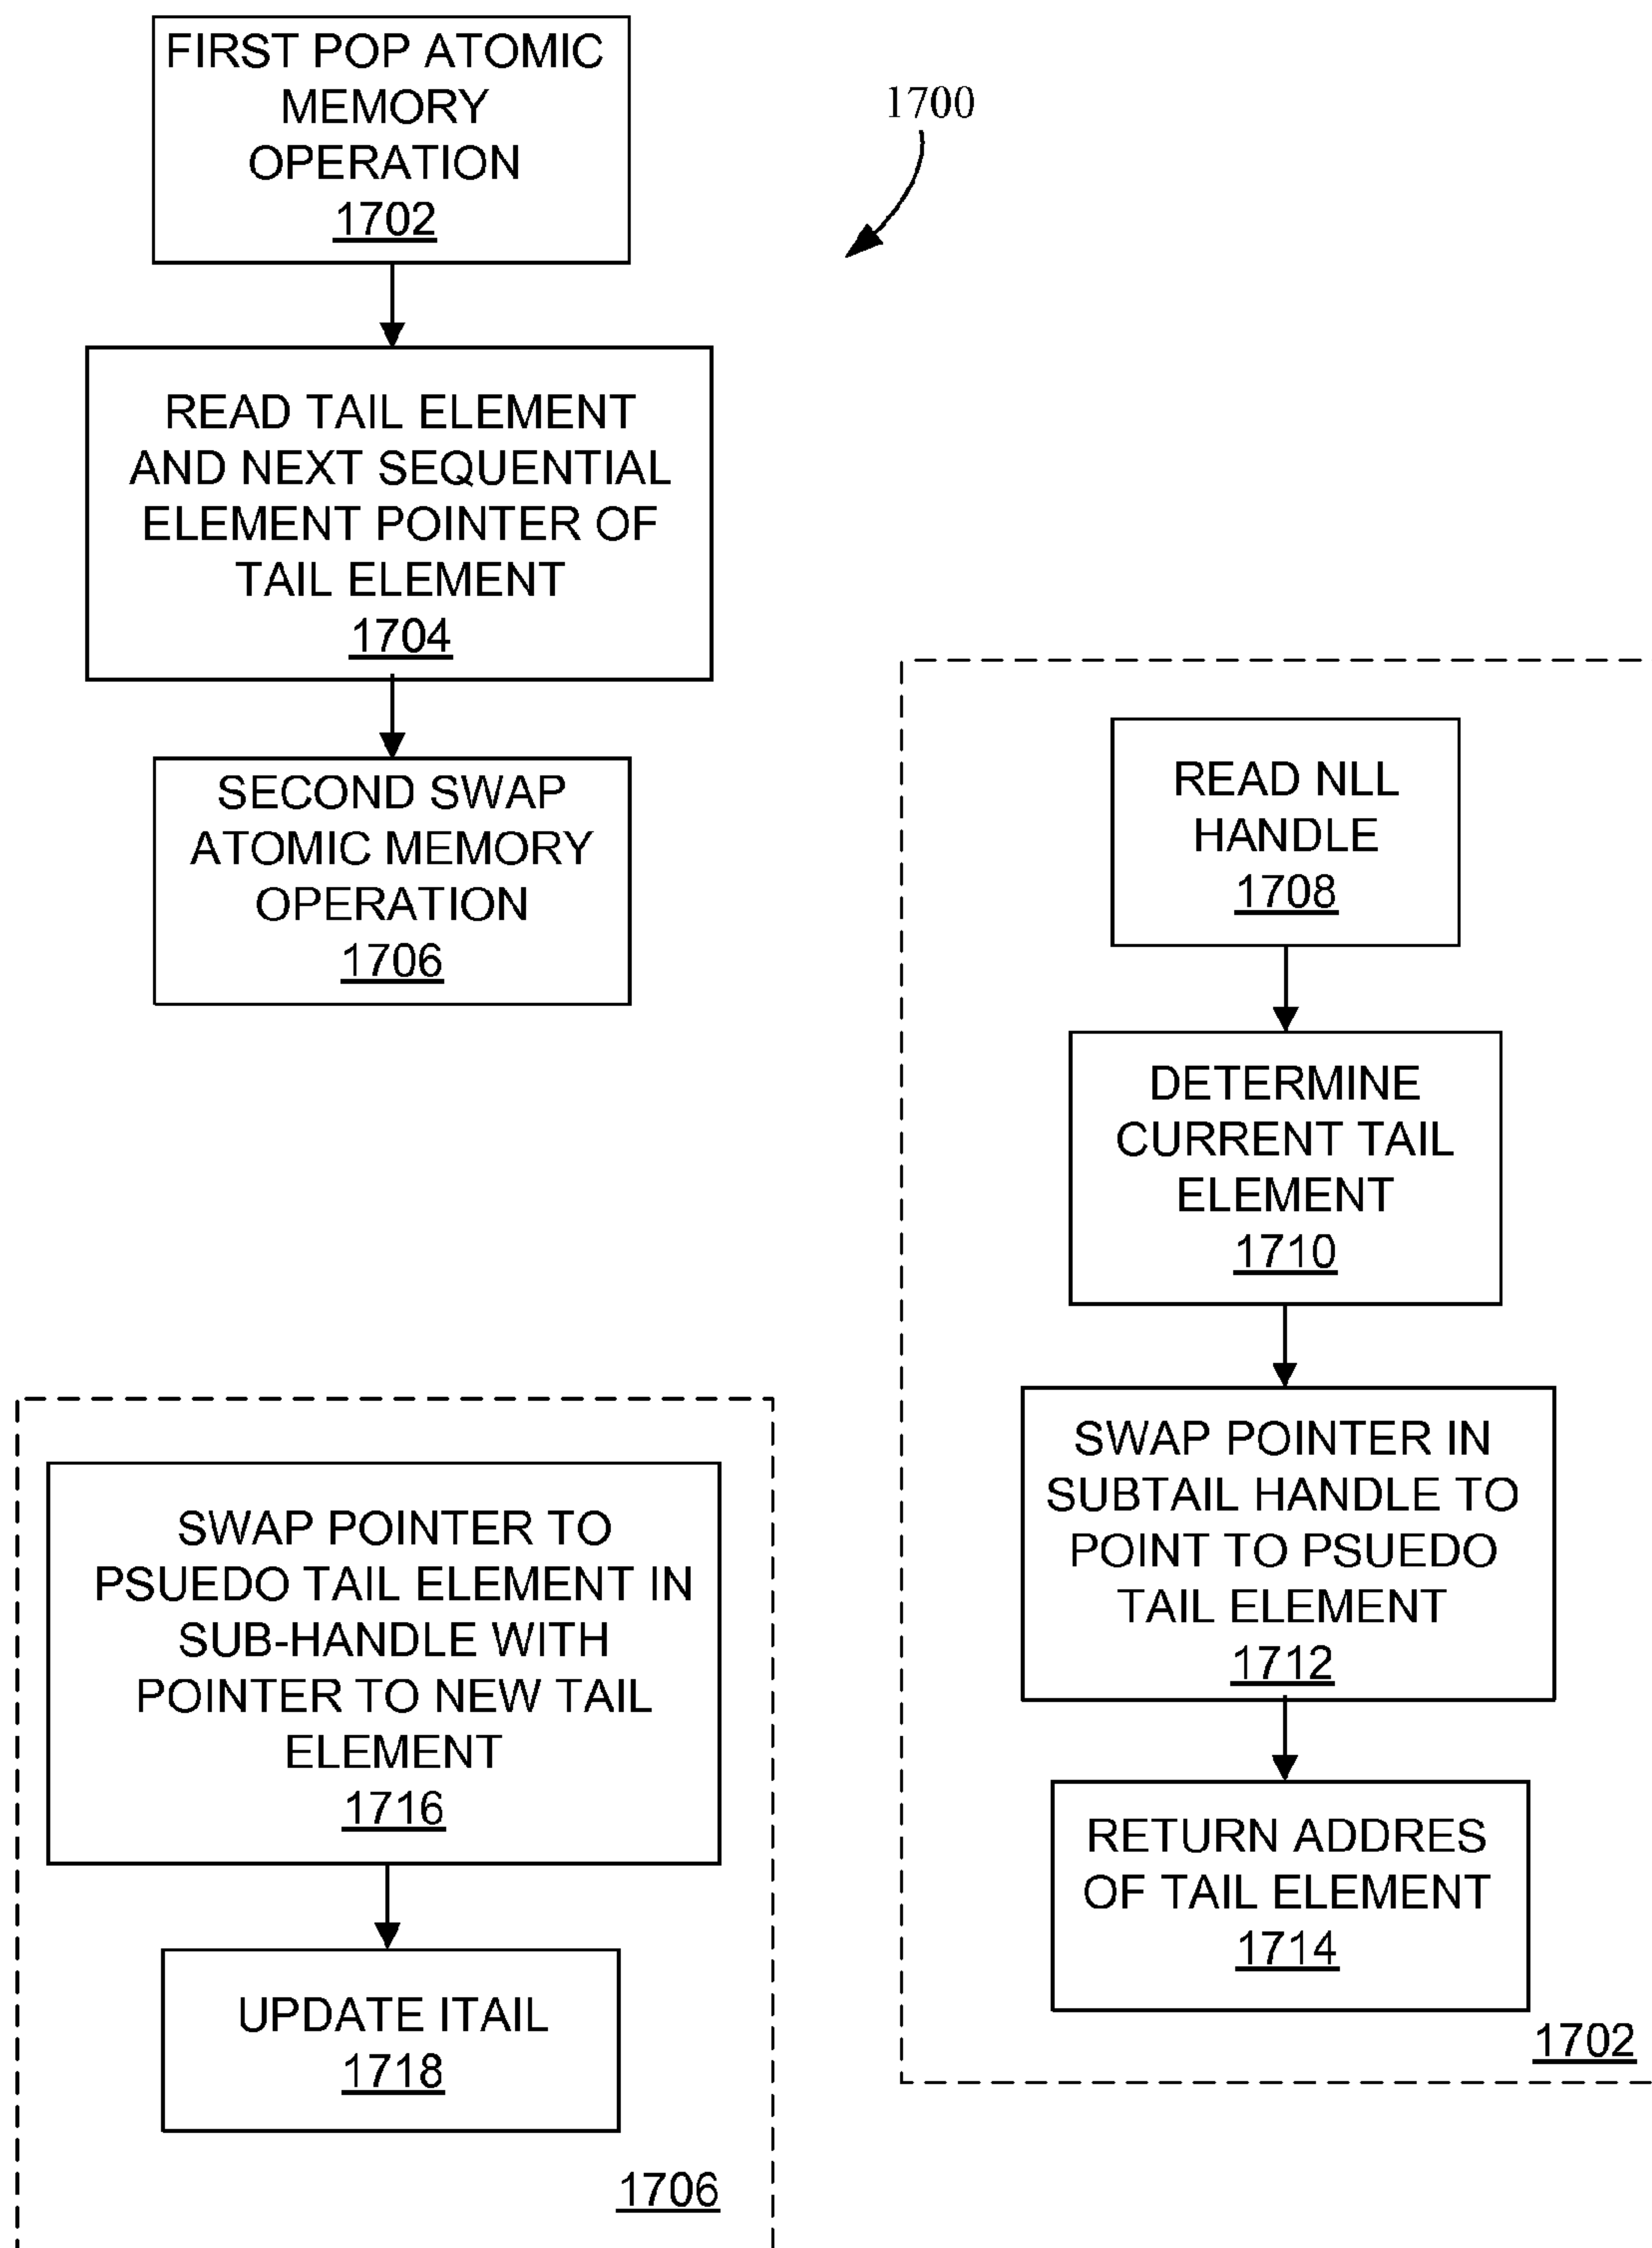 FIRST POP ATOMIC
MEMORY
OPERATION
1702
1700
READ TAIL ELEMENT
AND NEXT SEQUENTIAL
ELEMENT POINTER OF
TAIL ELEMENT
1704
SECOND SWAP
ATOMIC MEMORY
OPERATION
1706
READ NLL
HANDLE
1708
DETERMINE
CURRENT TAIL
ELEMENT
1710
SWAP POINTER IN
SUBTAIL HANDLE TO
POINT TO PSUEDO
TAIL ELEMENT
1712
RETURN ADDRES
OF TAIL ELEMENT
1714
1702
SWAP POINTER TO
PSUEDO TAIL ELEMENT IN
SUB-HANDLE WITH
POINTER TO NEW TAIL
ELEMENT
1716
UPDATE ITAIL
1718
1706